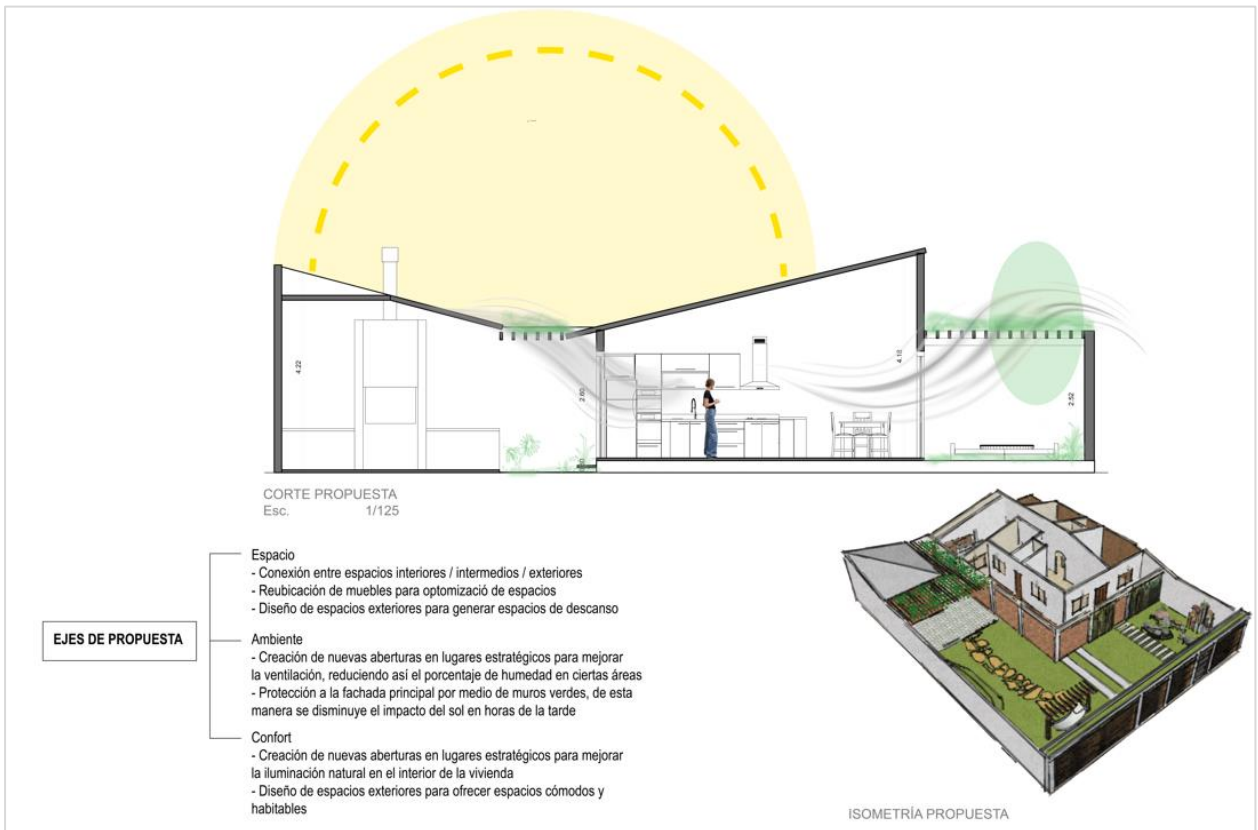 4.22
2.60
4.10
2.52
CORTE PROPUESTA
Esc. 1/125
EJES DE PROPUESTA
Espacio
- Conexión entre espacios interiores / intermedios / exteriores
- Reubicación de muebles para optomizació de espacios
- Diseño de espacios exteriores para generar espacios de descanso
Ambiente
- Creación de nuevas aberturas en lugares estratégicos para mejorar
la ventilación, reduciendo así el porcentaje de humedad en ciertas áreas
- Protección a la fachada principal por medio de muros verdes, de esta
manera se disminuye el impacto del sol en horas de la tarde
Confort
- Creación de nuevas aberturas en lugares estratégicos para mejorar
la iluminación natural en el interior de la vivienda
- Diseño de espacios exteriores para ofrecer espacios cómodos y
habitables
ISOMETRÍA PROPUESTA